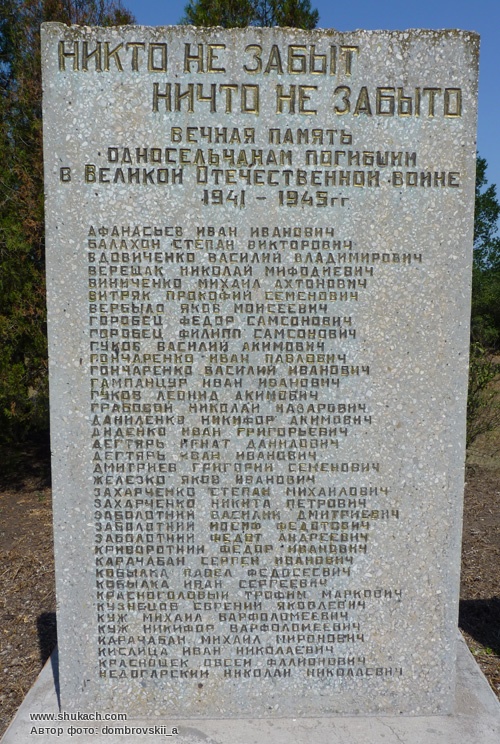 НИКТО НЕ ЗАБЫТ
НИЧТО НЕ ЗАБЫТО
ВЕЧНАЯ ПАМЯТЬ
ОДНОСЕЛЬЧАНАМ ПОГИБШИМ
В ВЕЛИКОЙ ОТЕЧЕСТВЕННОЙ ВОЙНЕ
1941 - 1945гг
АФАНАСЬЕВ ИВАН ИВАНОВИЧ
БАЛАХОН СТЕПАН ВИКТОРОВИЧ
ВДОВИЧЕНКО ВАСИЛИЙ ВЛАДИМИРОВИЧ
ВЕРЕЩАК НИКОЛАЙ МИФОДИЕВИЧ
ВИНИЧЕНКО МИХАИЛ АХТОНОВИЧ
ВИТРЯК ПРОКОФИЙ СЕМЕНОВИЧ
ВЕРБЫЛО ЯКОВ МОИСЕЕВИЧ
ГОРОБЕЦ ФЕДОР САМСОНОВИЧ
ГОРОБЕЦ ФИЛИПП САМСОНОВИЧ
ГУКОВ ВАСИЛИЙ АКИМОВИЧ
ГОНЧАРЕНКО ИВАН ПАВЛОВИЧ
ГОНЧАРЕНКО ВАСИЛИЙ ИВАНОВИЧ
ГАМПАНЦУР ИВАН ИВАНОВИЧ
ГУКОВ ЛЕОНИД АКИМОВИЧ
ГРАБОВОЙ НИКОЛАЙ НАЗАРОВИЧ
ДАНИЛЕНКО НИКИФОР АКИМОВИЧ
ДИДЕНКО ИВАН ГРИГОРЬЕВИЧ
ДЕГТЯРЬ ИГНАТ ДАНИЛОВИЧ
ДЕГТЯРЬ ИВАН ИВАНОВИЧ
ДМИТРИЕВ ГРИГОРИЙ СЕМЕНОВИЧ
ЖЕЛЕЗКО ЯКОВ ИВАНОВИЧ
ЗАХАРЧЕНКО СТЕПАН МИХАЙЛОВИЧ
ЗАХАРЧЕНКО НИКИТА ПЕТРОВИЧ
ЗАБОЛОТНИЙ ВАСИЛИЙ ДМИТРИЕВИЧ
ЗАБОЛОТНИЙ ИОСИФ ФЕДОТОВИЧ
ЗАБОЛОТНИЙ ФЕДОТ АНДРЕЕВИЧ
КРИВОРОТНИЙ ФЕДОР ИВАНОВИЧ
КАРАЧАБАН СЕРГЕЙ ИВАНОВИЧ
КОБЫЛКА ПАВЕЛ ФЕДОСЕЕВИЧ
КОБЫЛКА ИВАН СЕРГЕЕВИЧ
КРАСНОГОЛОВЫЙ ТРОФИМ МАРКОВИЧ
КУЗНЕЦОВ ЕВГЕНИЙ ЯКОВЛЕВИЧ
КУЖ МИХАИЛ ВАРФОЛОМЕЕВИЧ
КУЖ НИКИФОР ВАРФОЛОМЕЕВИЧ
КАРАЧАБАН МИХАИЛ МИРОНОВИЧ
КИСЛИЦА ИВАН НИКОЛАЕВИЧ
КРАСНОЩЕК ОВСЕЙ
НЕДОГАРСКИЙ НИКОЛАЙ НИКОЛАЕВИЧ
www.shukach.com
Автор фото: dombrovskii_a